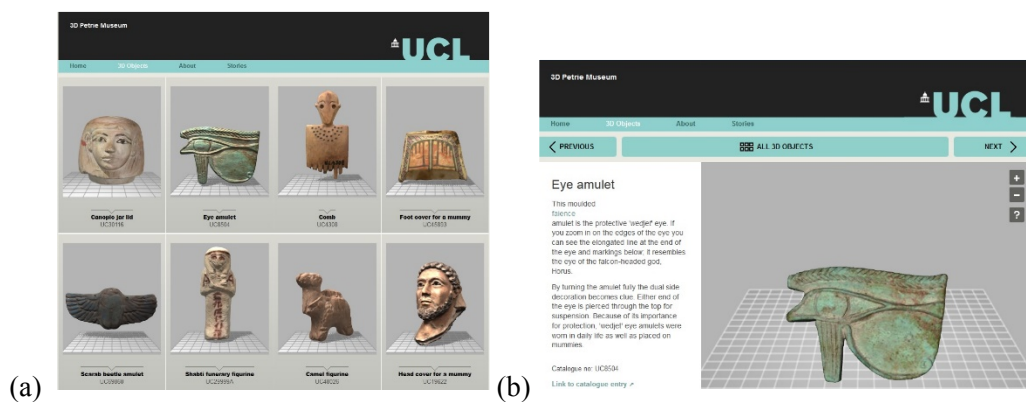 3D Petrie Museum
UCL
Home 3D Objects About Stories
Canopic jar lid
Eye amulet
UC8504
Comb
Foot cover for a mummy
Scarab beetle amulet
Shabti funerary figurine
Camel figurine
Head cover for a mummy
(a)
3D Petrie Museum
UCL
Home 3D Objects About Stories
PREVIOUS
ALL 3D OBJECTS
NEXT
Eye amulet
This moulded
faience
amulet is the protective 'wedjet' eye. If
you zoom in on the edges of the eye you
can see the elongated line at the end of
the eye and markings below, it resembles
the eye of the falcon-headed god,
Horus.
By turning the amulet fully the dual side
decoration becomes clue. Either end of
the eye is pierced through the top for
suspension. Because of its importance
for protection, 'wedjet' eye amulets were
worn in daily life as well as placed on
mummies.
Catalogue no: UC8504
Link to catalogue entry ↗
+
−
?
(b)